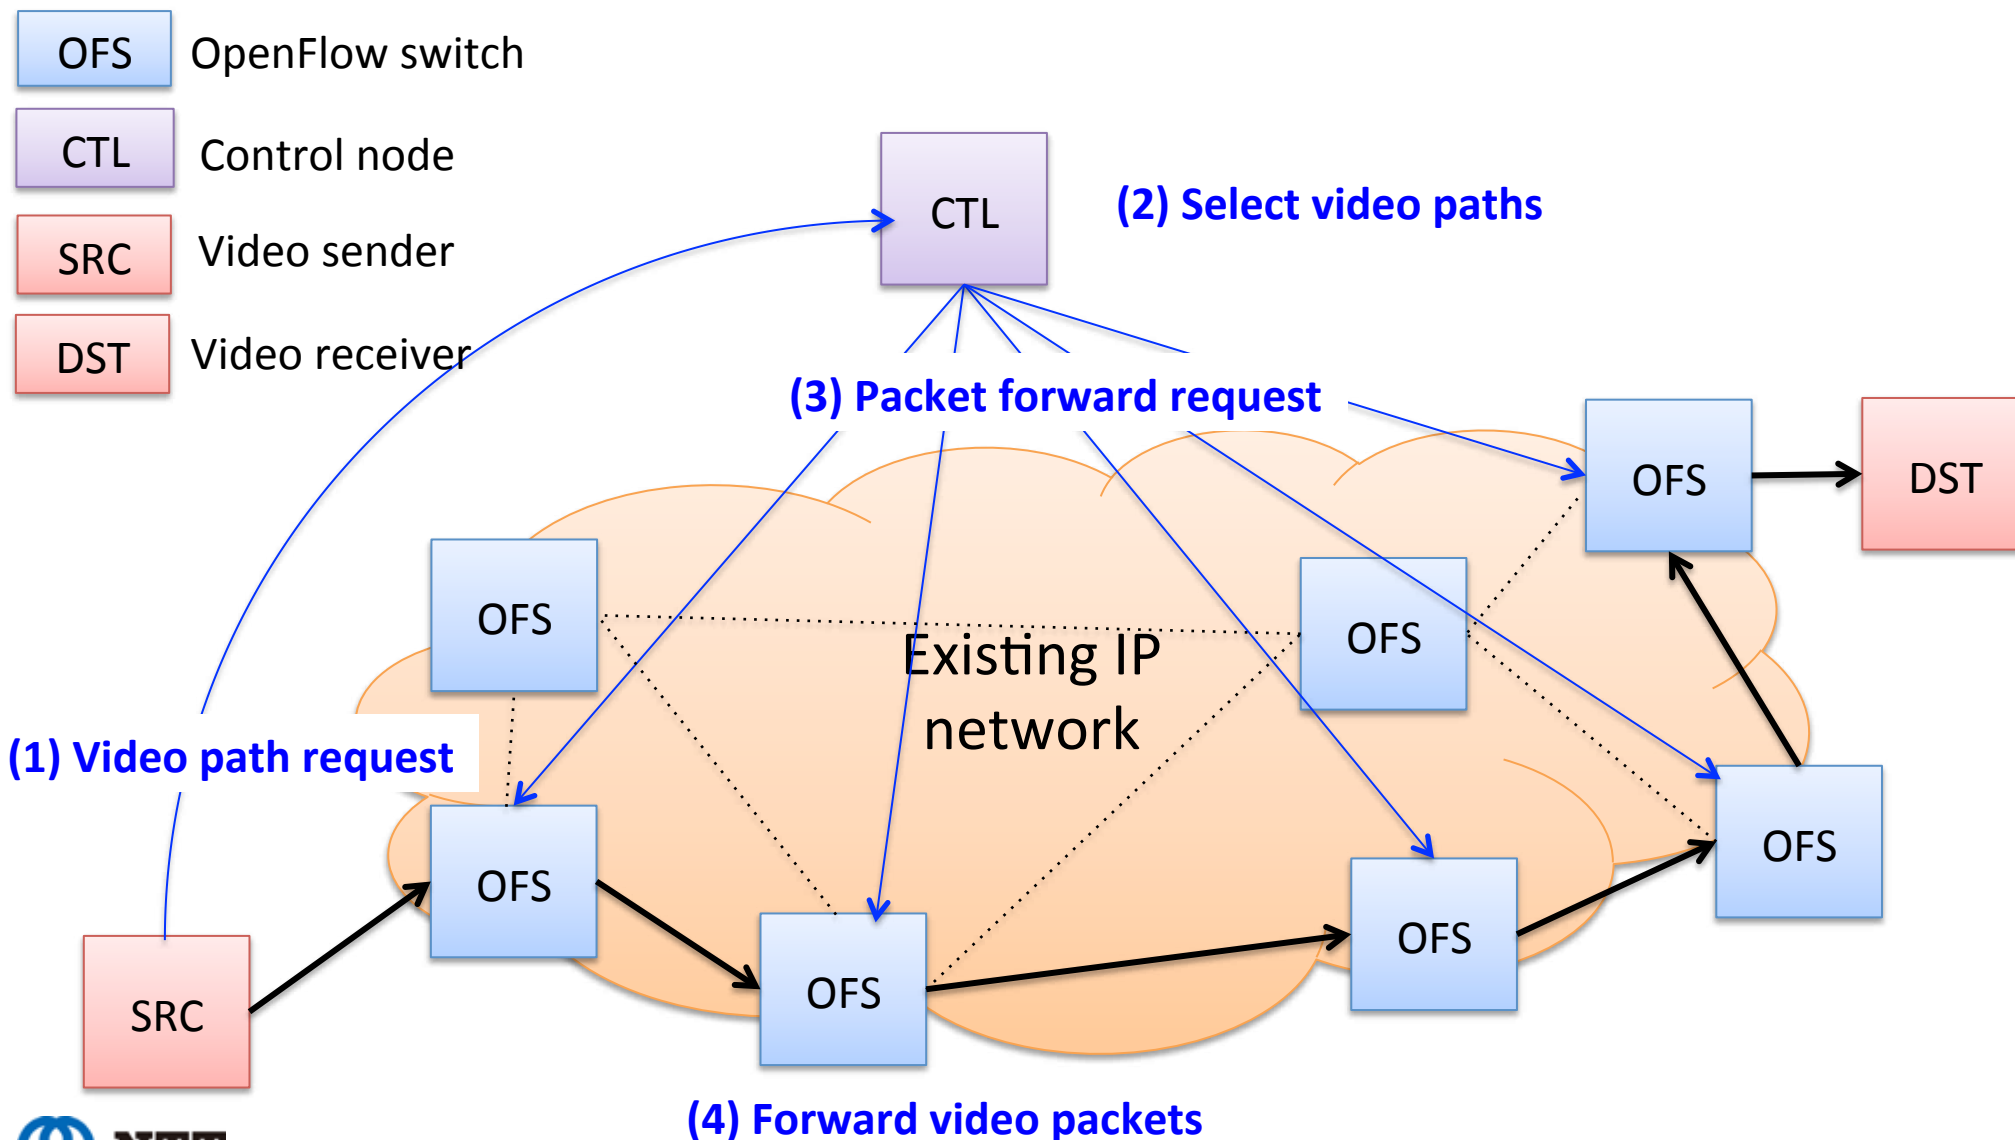 OFS OpenFlow switch
CTL Control node
SRC Video sender
DST Video receiver
CTL
(2) Select video paths
(3) Packet forward request
OFS
DST
OFS
OFS
Existing IP
network
(1) Video path request
OFS
OFS
OFS
OFS
SRC
(4) Forward video packets
NTT